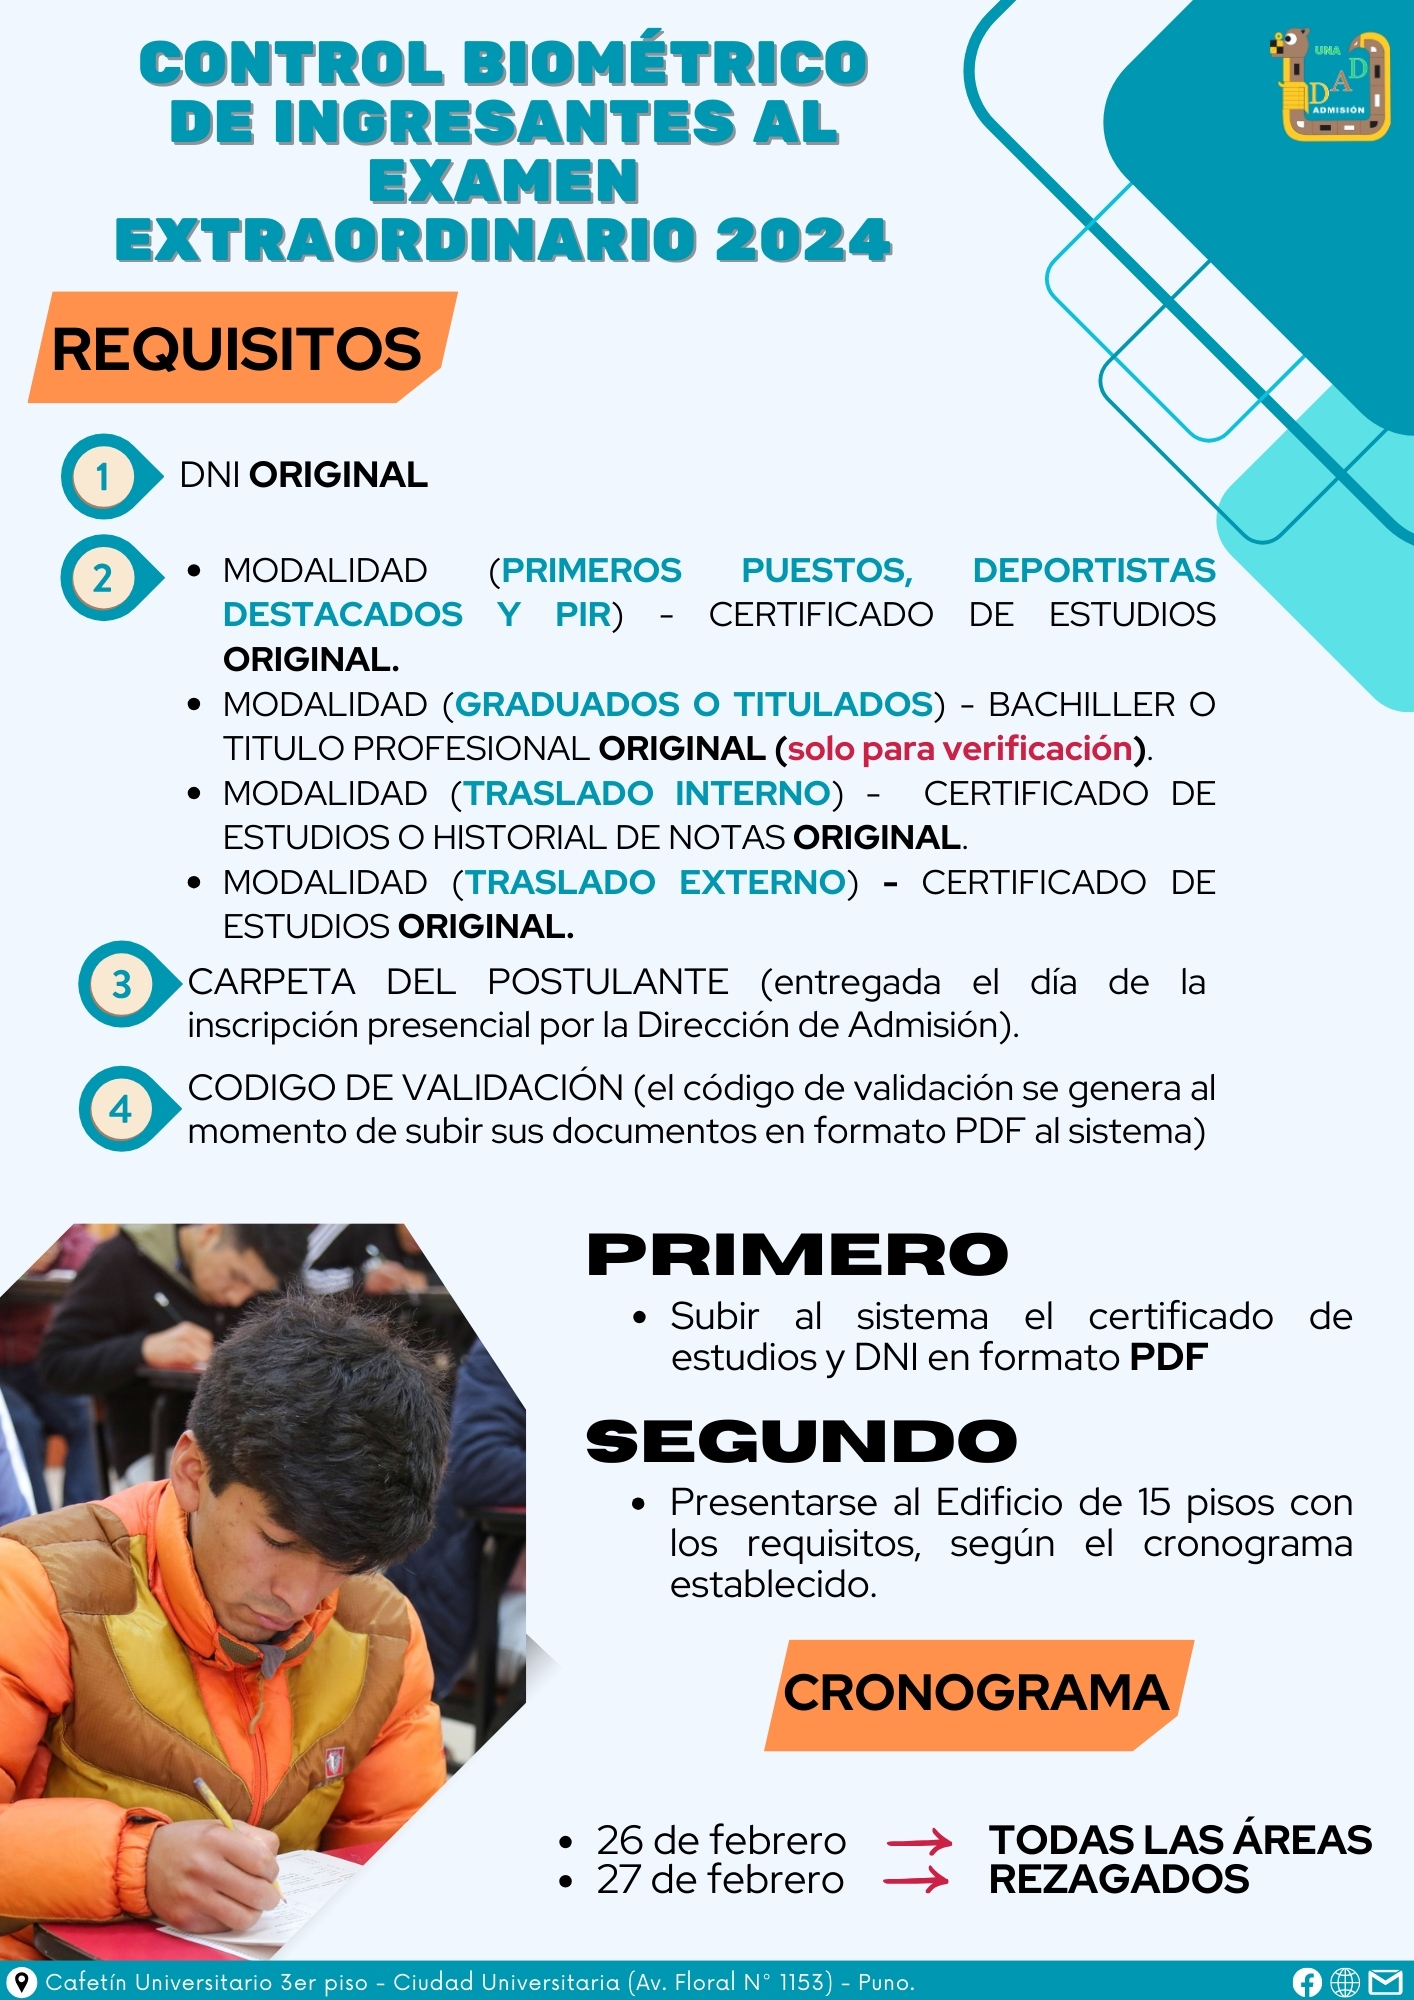 CONTROL BIOMÉTRICO
DE INGRESANTES AL
EXAMEN
EXTRAORDINARIO 2024
UNA
DAD
ADMISIÓN
REQUISITOS
1 DNI ORIGINAL
2
• MODALIDAD (PRIMEROS PUESTOS, DEPORTISTAS
DESTACADOS Y PIR) - CERTIFICADO DE ESTUDIOS
ORIGINAL.
• MODALIDAD (GRADUADOS O TITULADOS) - BACHILLER O
TITULO PROFESIONAL ORIGINAL (solo para verificación).
• MODALIDAD (TRASLADO INTERNO) - CERTIFICADO DE
ESTUDIOS O HISTORIAL DE NOTAS ORIGINAL.
• MODALIDAD (TRASLADO EXTERNO) - CERTIFICADO DE
ESTUDIOS ORIGINAL.
3 CARPETA DEL POSTULANTE (entregada el día de la
inscripción presencial por la Dirección de Admisión).
4 CODIGO DE VALIDACIÓN (el código de validación se genera al
momento de subir sus documentos en formato PDF al sistema)
PRIMERO
• Subir al sistema el certificado de
estudios y DNI en formato PDF
SEGUNDO
• Presentarse al Edificio de 15 pisos con
los requisitos, según el cronograma
establecido.
CRONOGRAMA
• 26 de febrero → TODAS LAS ÁREAS
• 27 de febrero → REZAGADOS
Cafetín Universitario 3er piso - Ciudad Universitaria (Av. Floral N° 1153) - Puno.